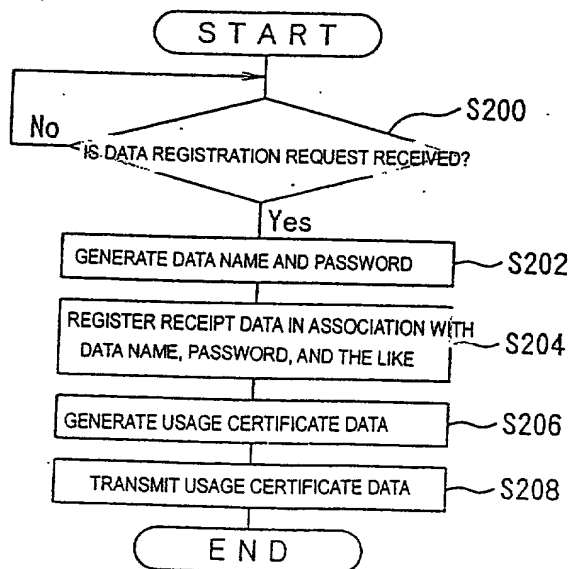 START
S200
No
IS DATA REGISTRATION REQUEST RECEIVED?
Yes
GENERATE DATA NAME AND PASSWORD
S202
REGISTER RECEIPT DATA IN ASSOCIATION WITH
DATA NAME, PASSWORD, AND THE LIKE
S204
GENERATE USAGE CERTIFICATE DATA
S206
TRANSMIT USAGE CERTIFICATE DATA
S208
END